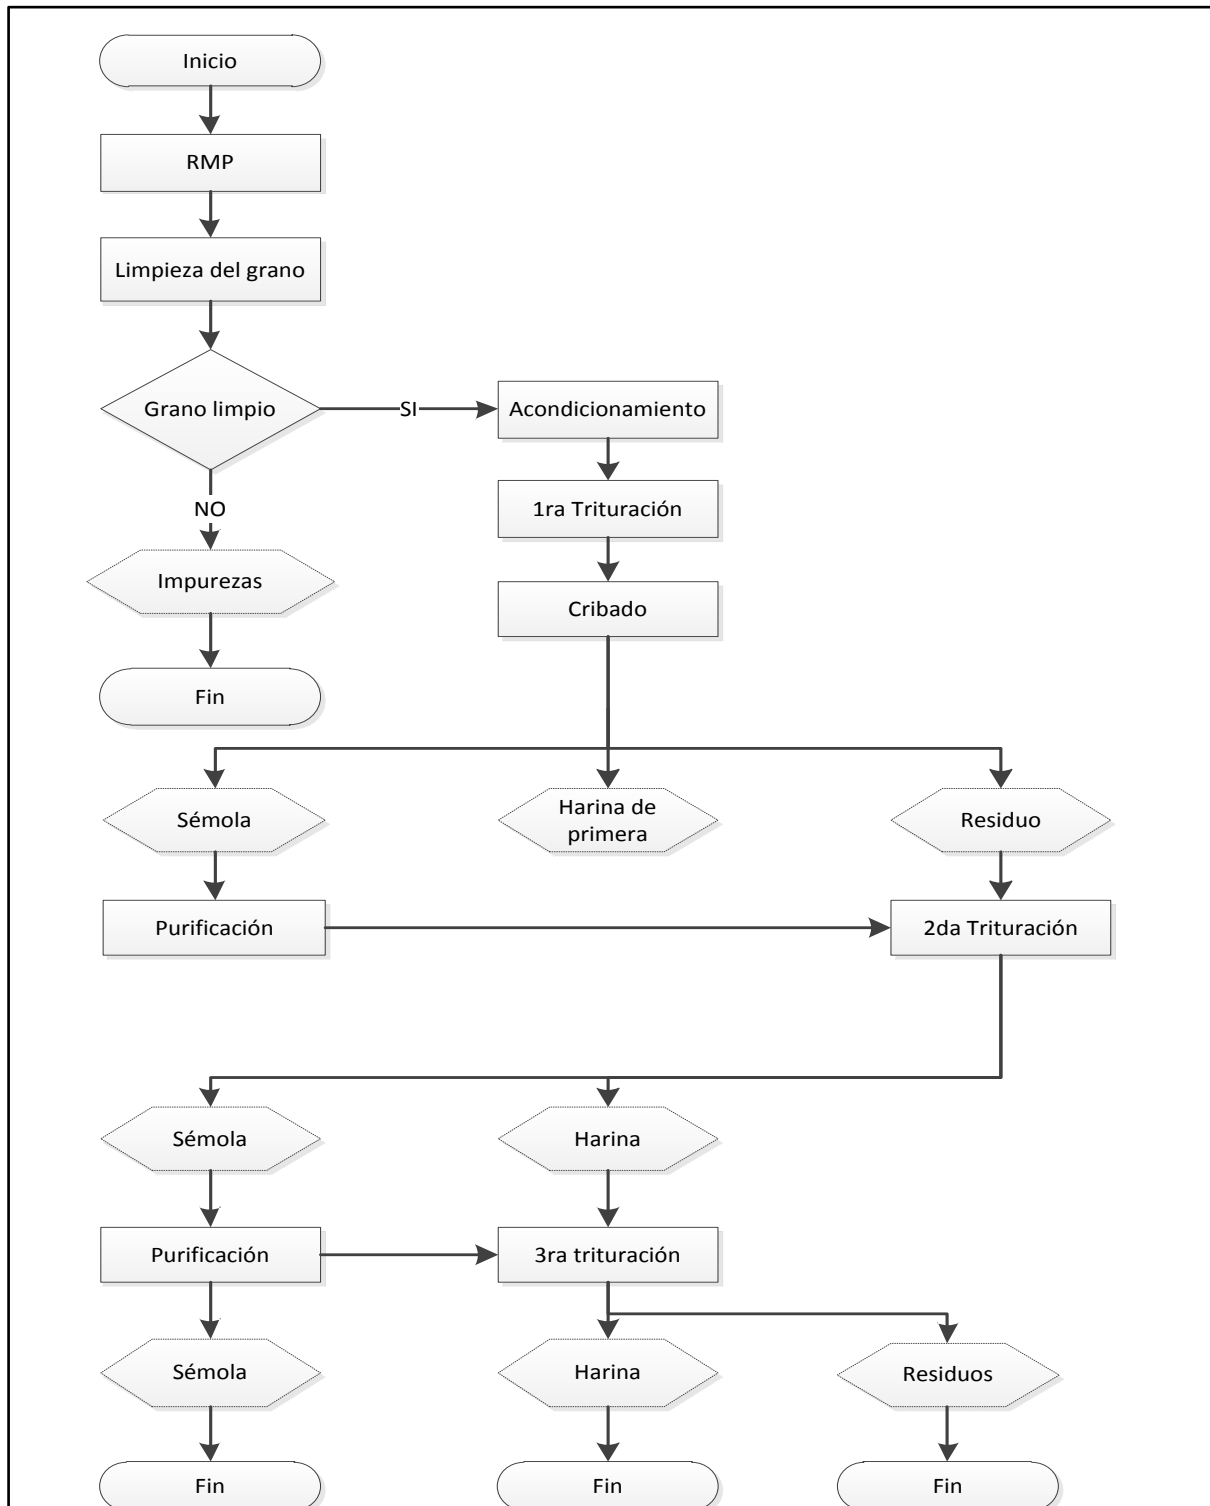 Inicio
RMP
Limpieza del grano
Grano limpio
SI
Acondicionamiento
NO
1ra Trituración
Impurezas
Cribado
Fin
Sémola
Harina de
primera
Residuo
Purificación
2da Trituración
Sémola
Harina
Purificación
3ra trituración
Sémola
Harina
Residuos
Fin
Fin
Fin